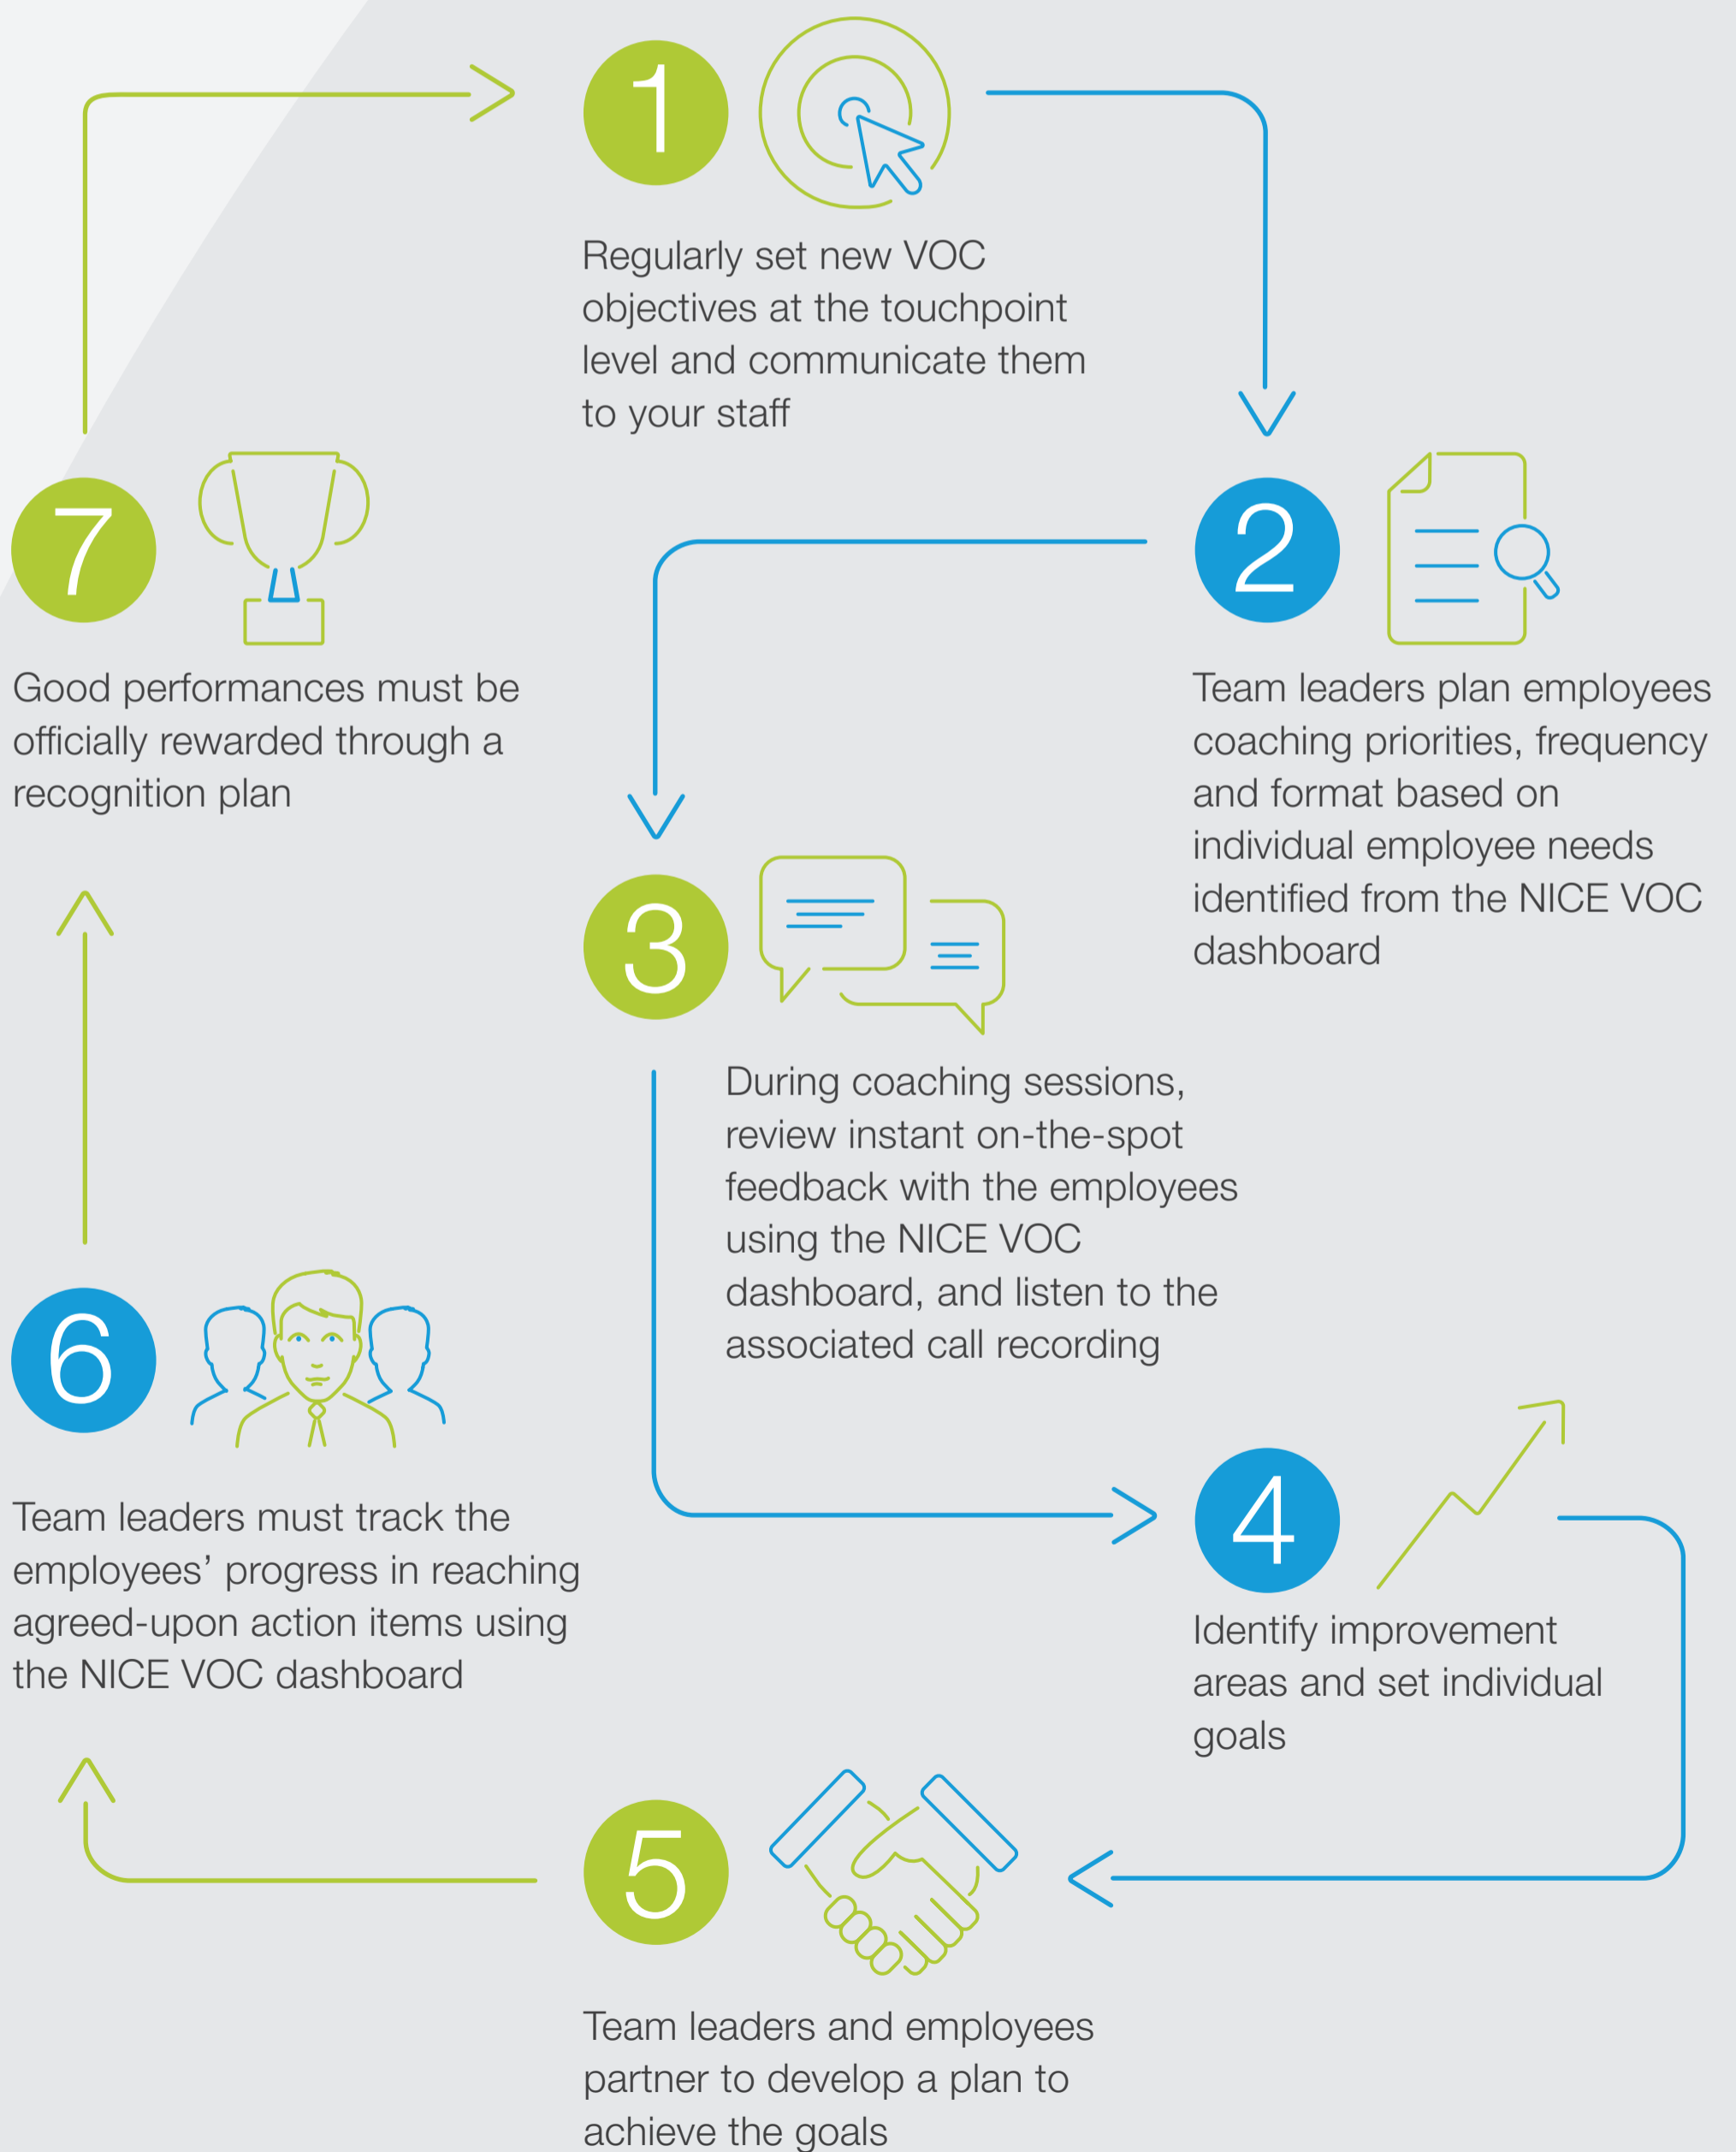 1
Regularly set new VOC
objectives at the touchpoint
level and communicate them
to your staff
2
Team leaders plan employees
coaching priorities, frequency
and format based on
individual employee needs
identified from the NICE VOC
dashboard
3
During coaching sessions,
review instant on-the-spot
feedback with the employees
using the NICE VOC
dashboard, and listen to the
associated call recording
4
Identify improvement
areas and set individual
goals
5
Team leaders and employees
partner to develop a plan to
achieve the goals
6
Team leaders must track the
employees’ progress in reaching
agreed-upon action items using
the NICE VOC dashboard
7
Good performances must be
officially rewarded through a
recognition plan